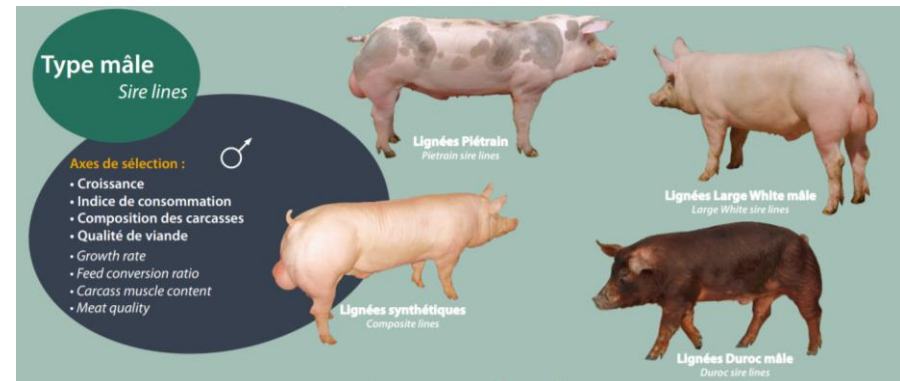 Type mâle
Sire lines
Axes de sélection :
• Croissance
• Indice de consommation
• Composition des carcasses
• Qualité de viande
• Growth rate
• Feed conversion ratio
• Carcass muscle content
• Meat quality
Lignées Piétrain
Pietrain sire lines
Lignées Large White mâle
Large White sire lines
Lignées synthétiques
Composite lines
Lignées Duroc mâle
Duroc sire lines